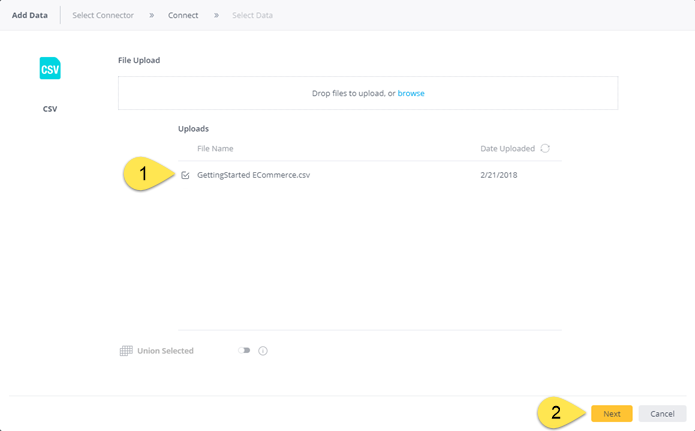 Add Data Select Connector » Connect » Select Data
File Upload
CSV
Drop files to upload, or browse
CSV
Uploads
File Name Date Uploaded
1
GettingStarted ECommerce.csv 2/21/2018
Union Selected
2
Next Cancel